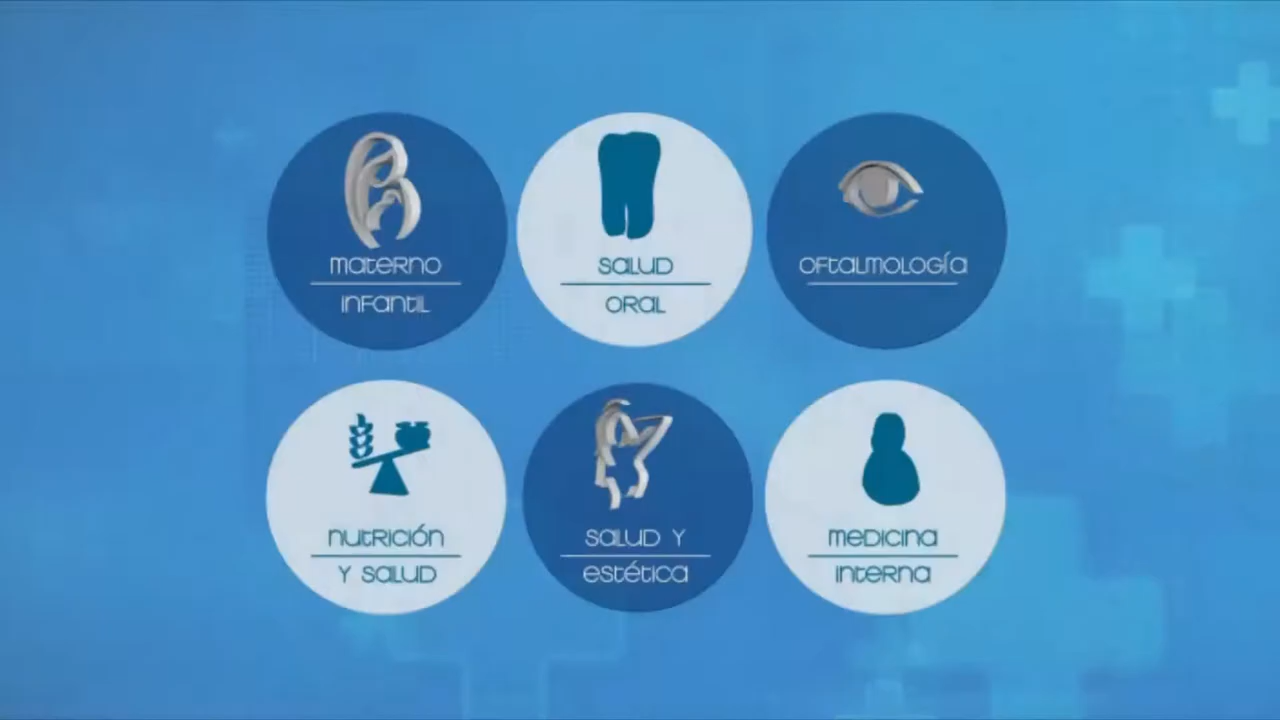 materno
infantil
salud
oral
oftalmología
nutrición
y salud
salud y
estética
medicina
interna